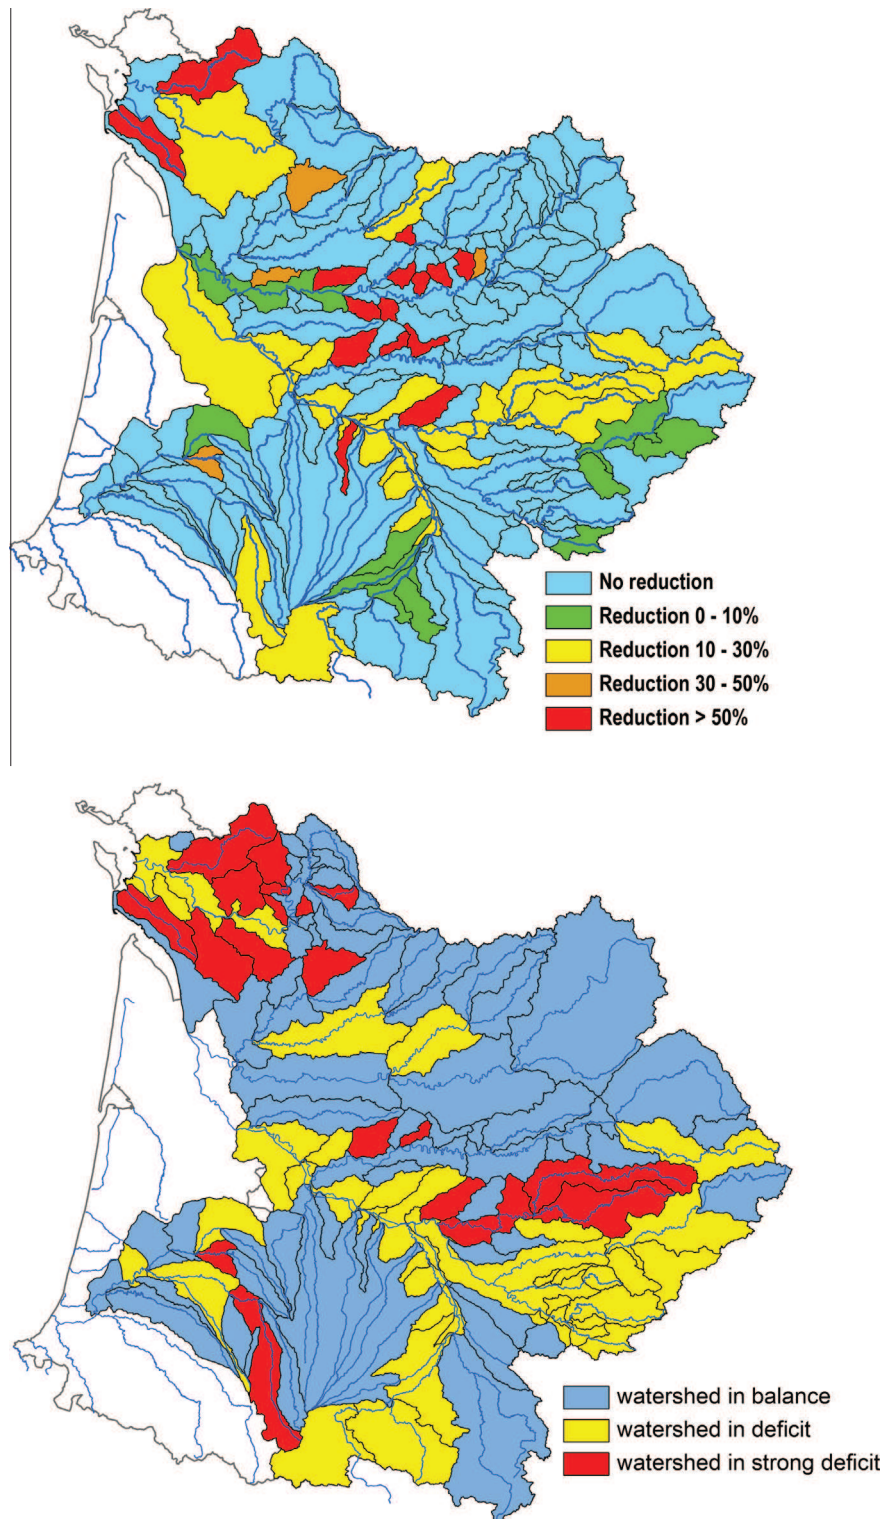 No reduction
Reduction 0 - 10%
Reduction 10 - 30%
Reduction 30 - 50%
Reduction > 50%
watershed in balance
watershed in deficit
watershed in strong deficit